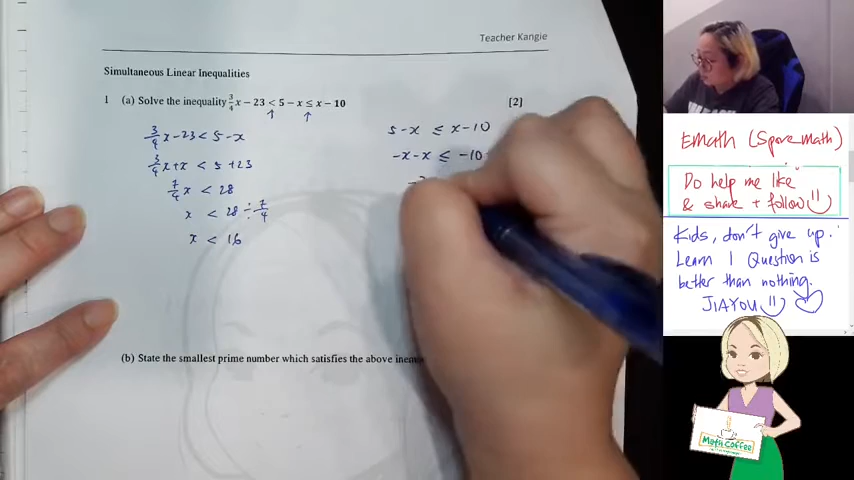 Teacher Kangie
Simultaneous Linear Inequalities
1 (a) Solve the inequality 3/4 x − 23 < 5 − x ≤ x − 10
[2]
3/4 x − 23 < 5 − x
3/4 x + x < 5 + 23
7/4 x < 28
x < 28 ÷ 7/4
x < 16
5 − x ≤ x − 10
−x − x ≤ −10
(b) State the smallest prime number which satisfies the above
EMath (Spore math)
Do help me like
& share + follow
Kids, don't give up.
Learn 1 Question is
better than nothing.
JIAYOU
Math Coffee